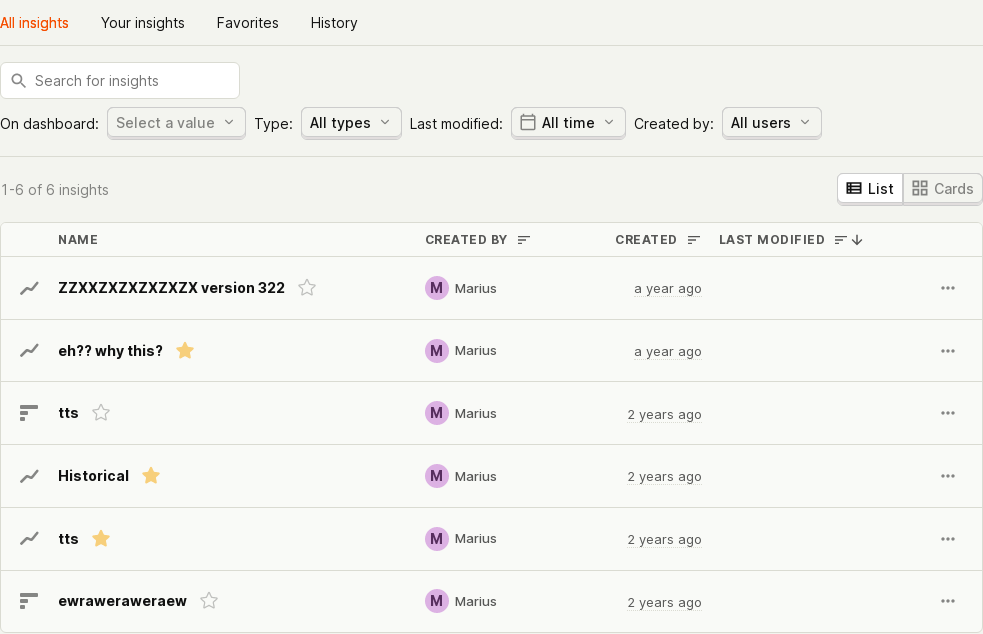 All insights Your insights Favorites History
Search for insights
On dashboard: Select a value Type: All types Last modified: All time Created by: All users
1-6 of 6 insights List Cards
NAME CREATED BY CREATED LAST MODIFIED
ZZXXZXZXZXZXZX version 322 M Marius a year ago
eh?? why this? M Marius a year ago
tts M Marius 2 years ago
Historical M Marius 2 years ago
tts M Marius 2 years ago
ewraweraweraew M Marius 2 years ago